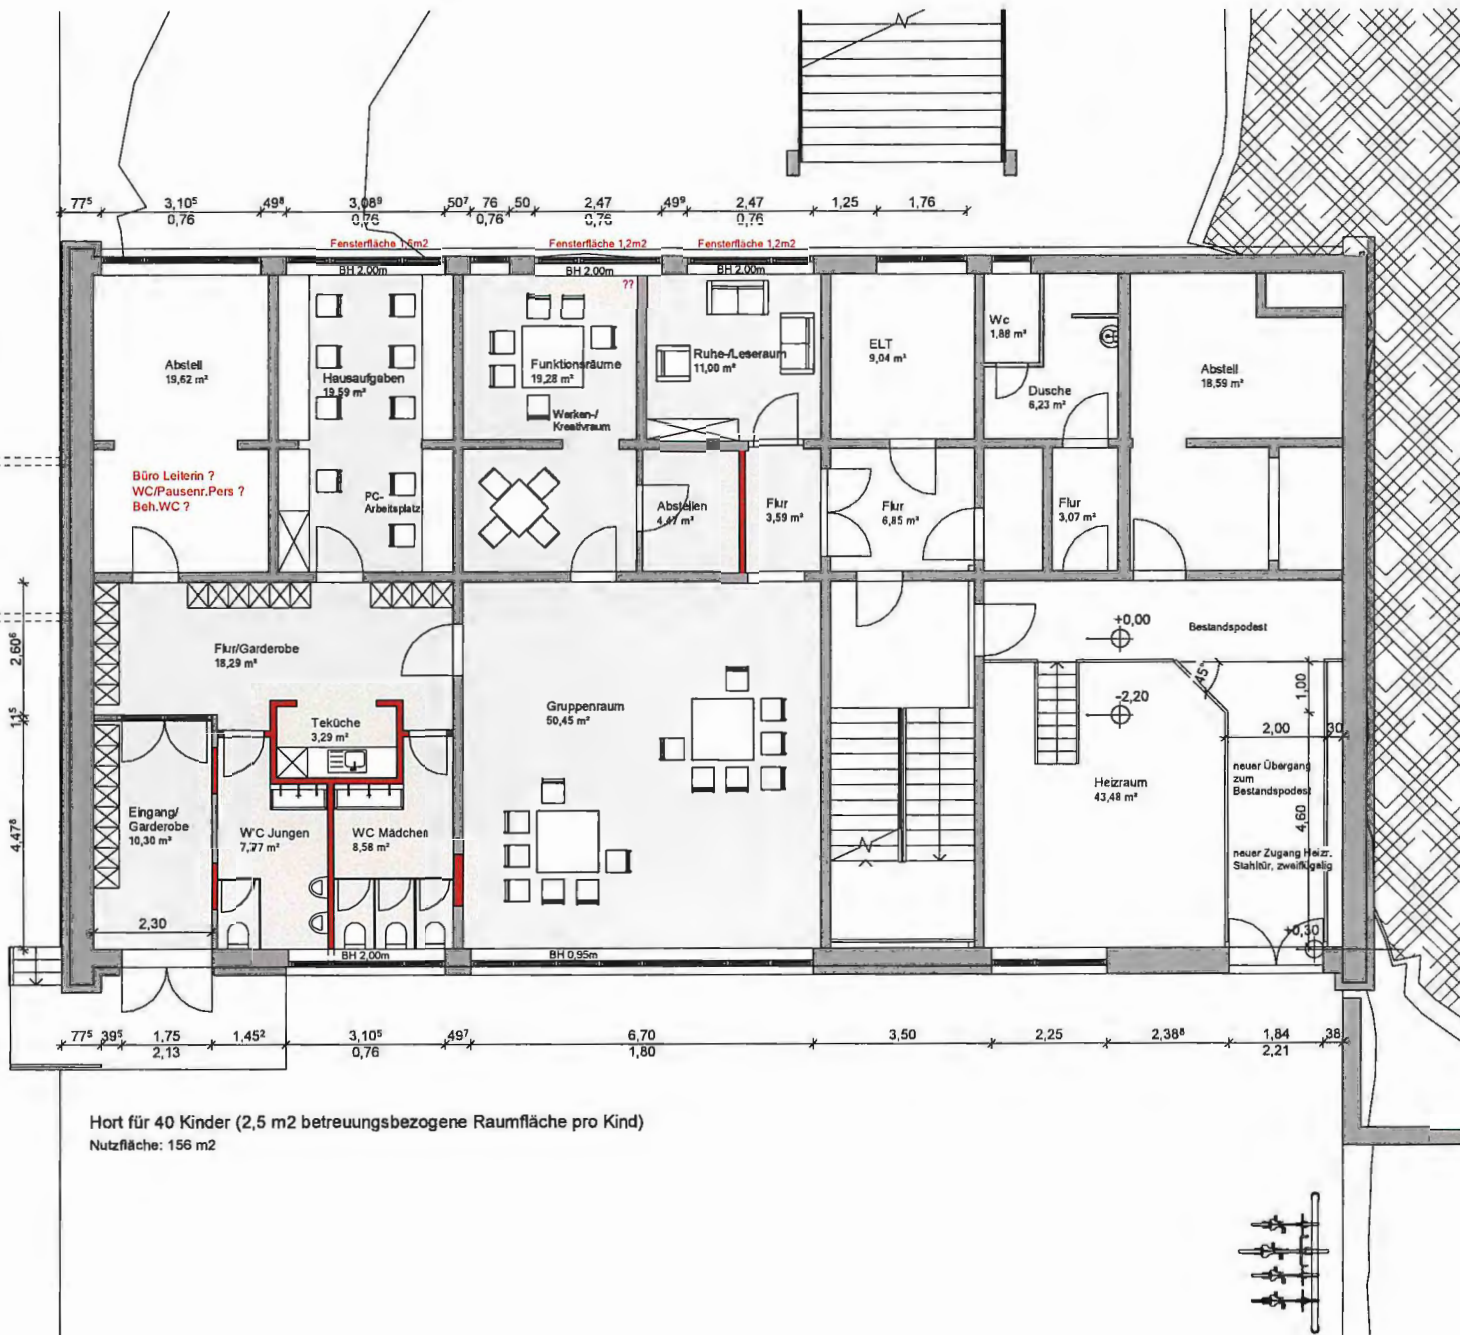 77⁵ 3,10⁵ 49⁸ 3,08⁹ 50⁷ 76 50 2,47 49⁹ 2,47 1,25 1,76
0,76 0,76 0,76 0,76 0,76
Fensterfläche 1,5m2 Fensterfläche 1,2m2 Fensterfläche 1,2m2
BH 2,00m BH 2,00m BH 2,00m
??
Abstell
19,62 m²
Hausaufgaben
19,59 m²
Funktionsräume
19,28 m²
Werken-/
Kreativraum
Ruhe-/Leseraum
11,00 m²
ELT
9,04 m²
Wc
1,88 m²
Dusche
6,23 m²
Abstell
18,59 m²
Büro Leiterin ?
WC/Pausenr.Pers ?
Beh.WC ?
PC-
Arbeitsplatz
Abstellen
4,47 m²
Flur
3,59 m²
Flur
6,85 m²
Flur
3,07 m²
2,60⁶
Flur/Garderobe
18,29 m²
+0,00
Bestandspodest
45°
1,00
-2,20
1,15
Teküche
3,29 m²
Gruppenraum
50,45 m²
2,00 30
neuer Übergang
zum
Bestandspodest
Heizraum
43,48 m²
4,60
4,47⁸
Eingang/
Garderobe
10,30 m²
WC Jungen
7,77 m²
WC Mädchen
8,58 m²
neuer Zugang Heizr.
Stahltür, zweiflügelig
2,30
+0,30
BH 2,00m BH 0,95m
77⁵ 39⁵ 1,75 1,45² 3,10⁵ 49⁷ 6,70 3,50 2,25 2,38⁸ 1,84 38
2,13 0,76 1,80 2,21
Hort für 40 Kinder (2,5 m2 betreuungsbezogene Raumfläche pro Kind)
Nutzfläche: 156 m2